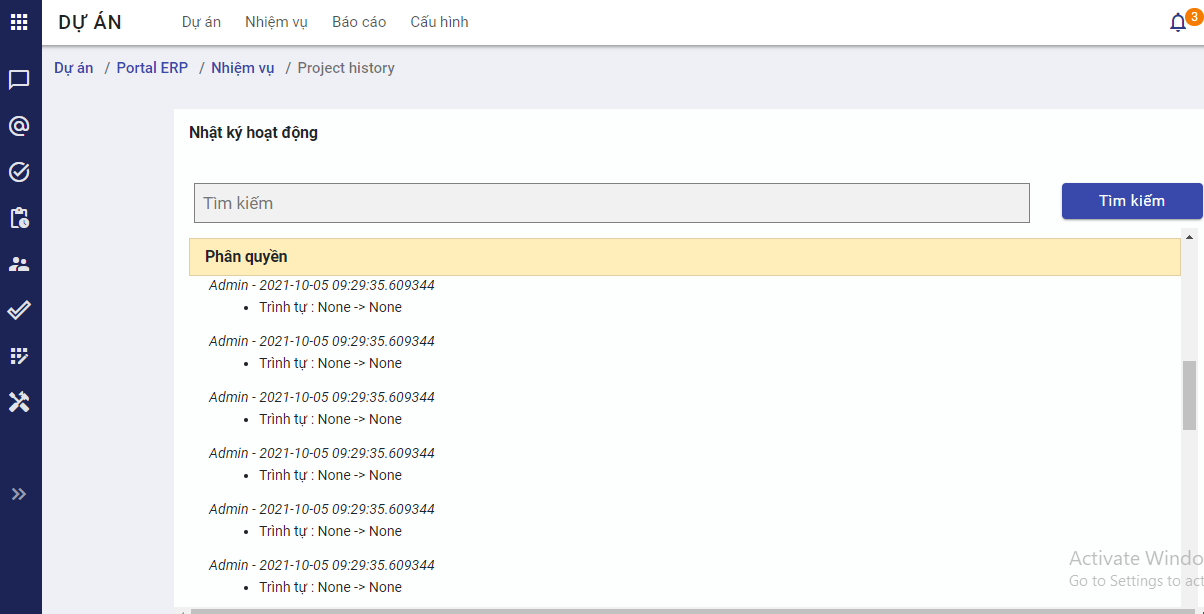 DỰ ÁN
Dự án Nhiệm vụ Báo cáo Cấu hình
3
Dự án / Portal ERP / Nhiệm vụ / Project history
Nhật ký hoạt động
Tìm kiếm
Tìm kiếm
Phân quyền
Admin - 2021-10-05 09:29:35.609344
• Trình tự : None -> None
Admin - 2021-10-05 09:29:35.609344
• Trình tự : None -> None
Admin - 2021-10-05 09:29:35.609344
• Trình tự : None -> None
Admin - 2021-10-05 09:29:35.609344
• Trình tự : None -> None
Admin - 2021-10-05 09:29:35.609344
• Trình tự : None -> None
Admin - 2021-10-05 09:29:35.609344
• Trình tự : None -> None
Activate Windo
Go to Settings to act